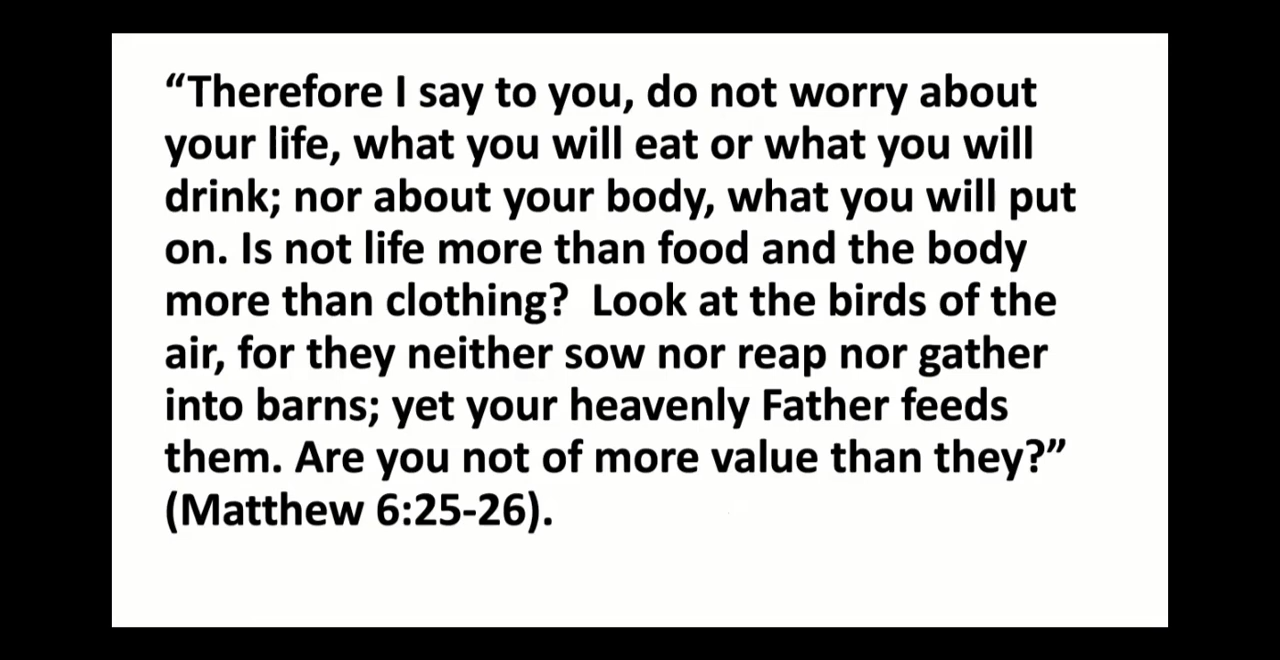 “Therefore I say to you, do not worry about
your life, what you will eat or what you will
drink; nor about your body, what you will put
on. Is not life more than food and the body
more than clothing?  Look at the birds of the
air, for they neither sow nor reap nor gather
into barns; yet your heavenly Father feeds
them. Are you not of more value than they?”
(Matthew 6:25-26).